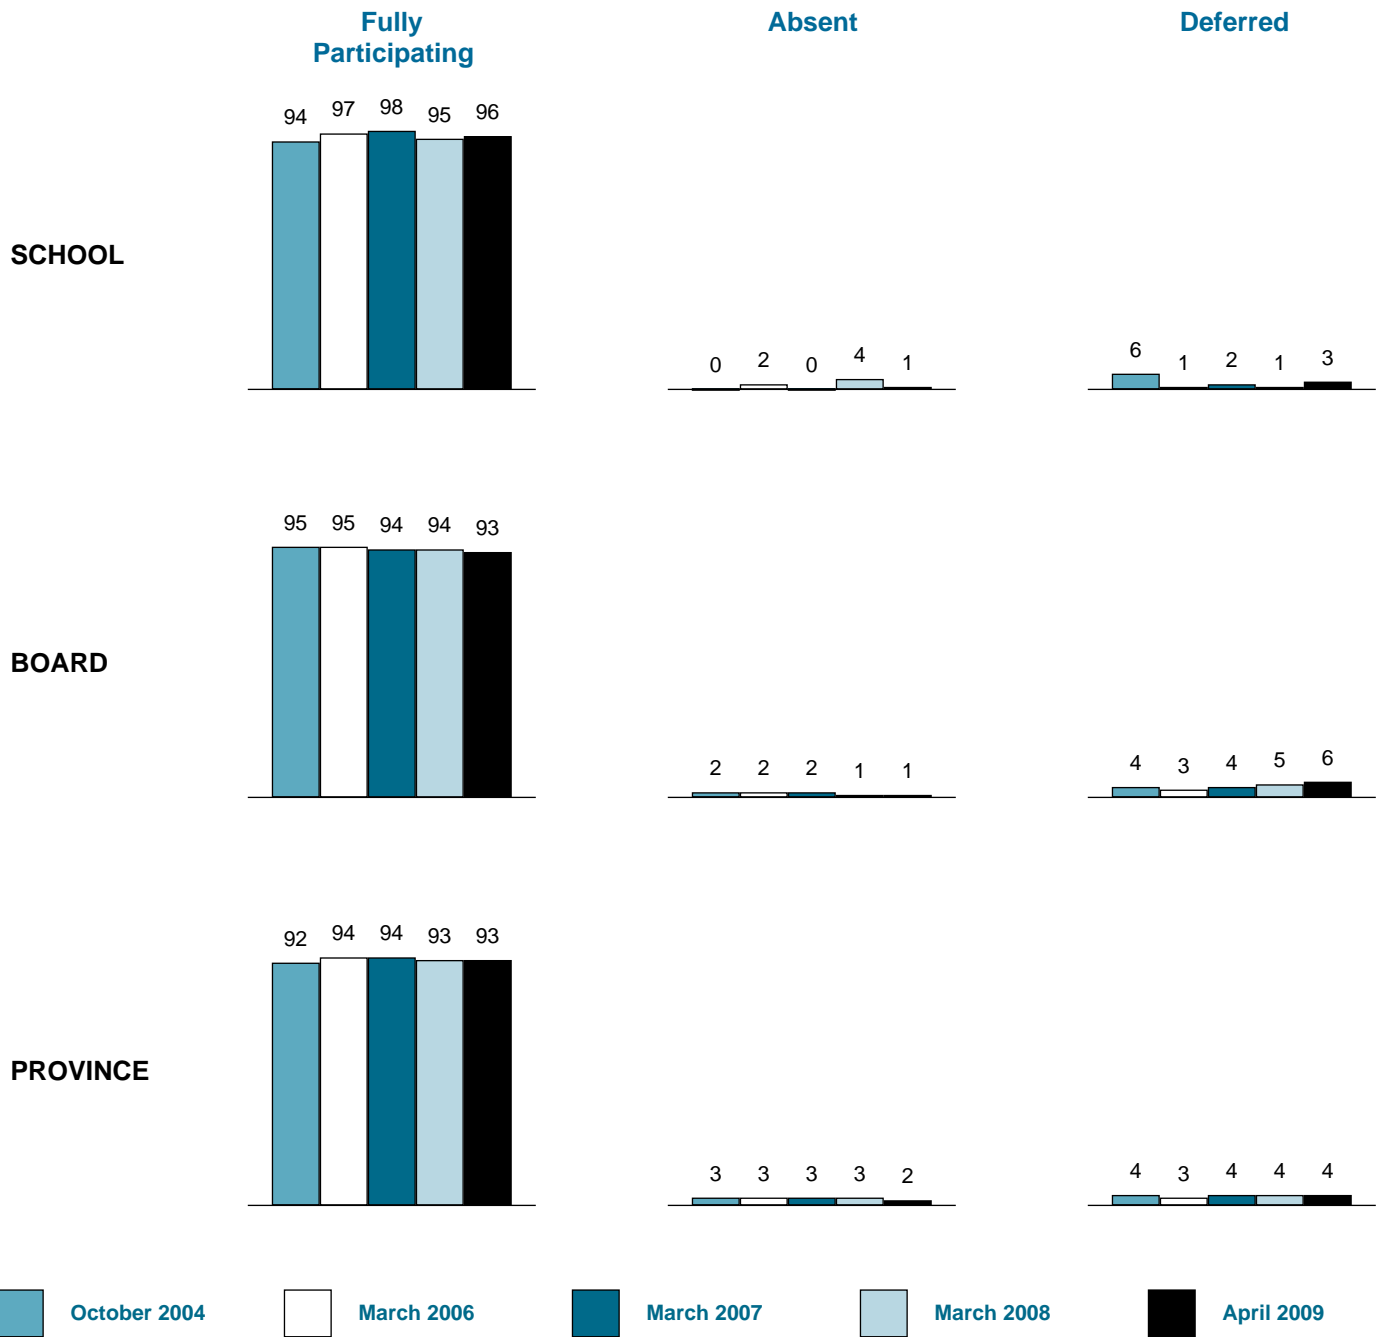 Fully
Participating
Absent
Deferred
SCHOOL
94 97 98 95 96
0 2 0 4 1
6 1 2 1 3
BOARD
95 95 94 94 93
2 2 2 1 1
4 3 4 5 6
PROVINCE
92 94 94 93 93
3 3 3 3 2
4 3 4 4 4
October 2004
March 2006
March 2007
March 2008
April 2009